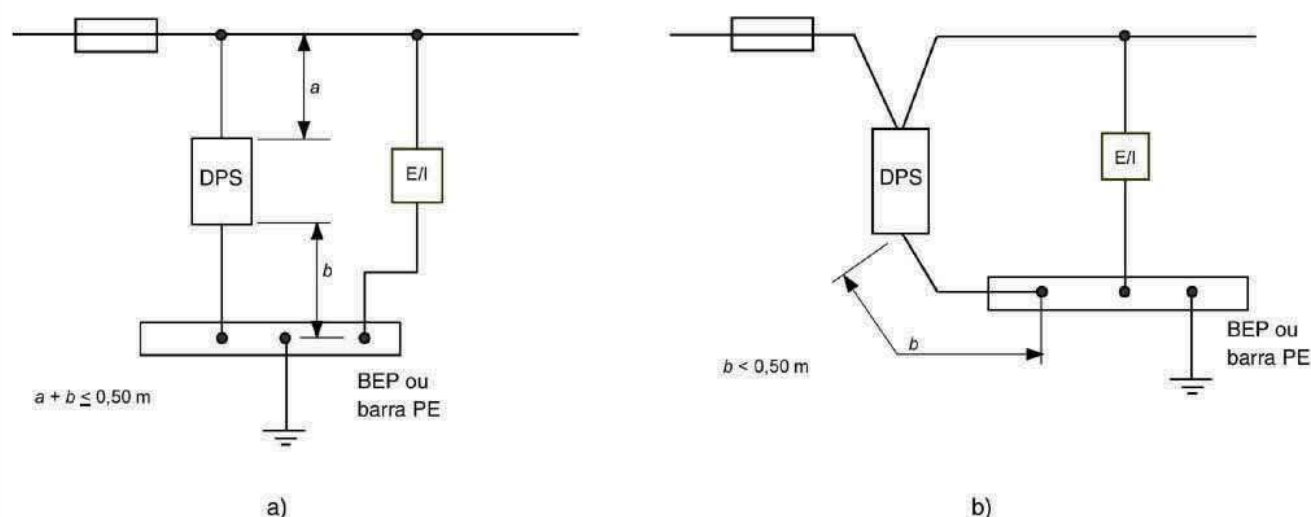 a
DPS
E/I
b
BEP ou
barra PE
a + b ≤ 0,50 m
a)
DPS
E/I
b
BEP ou
barra PE
b < 0,50 m
b)